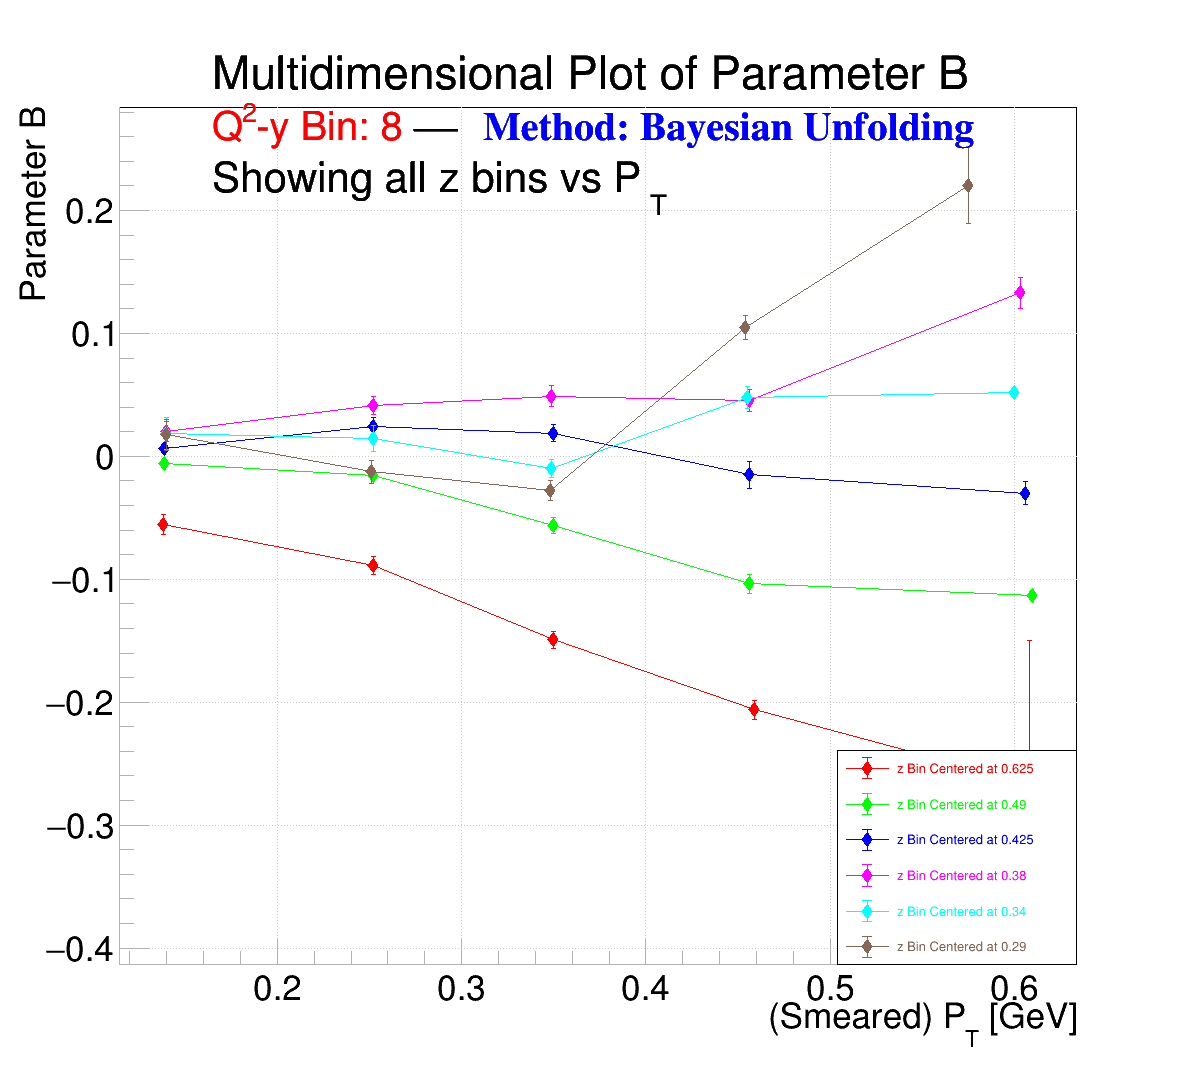 Multidimensional Plot of Parameter B
Q²-y Bin: 8 — Method: Bayesian Unfolding
Showing all z bins vs P_T
Parameter B
0.2
0.1
0
−0.1
−0.2
−0.3
−0.4
z Bin Centered at 0.625
z Bin Centered at 0.49
z Bin Centered at 0.425
z Bin Centered at 0.38
z Bin Centered at 0.34
z Bin Centered at 0.29
0.2 0.3 0.4 0.5 0.6
(Smeared) P_T [GeV]